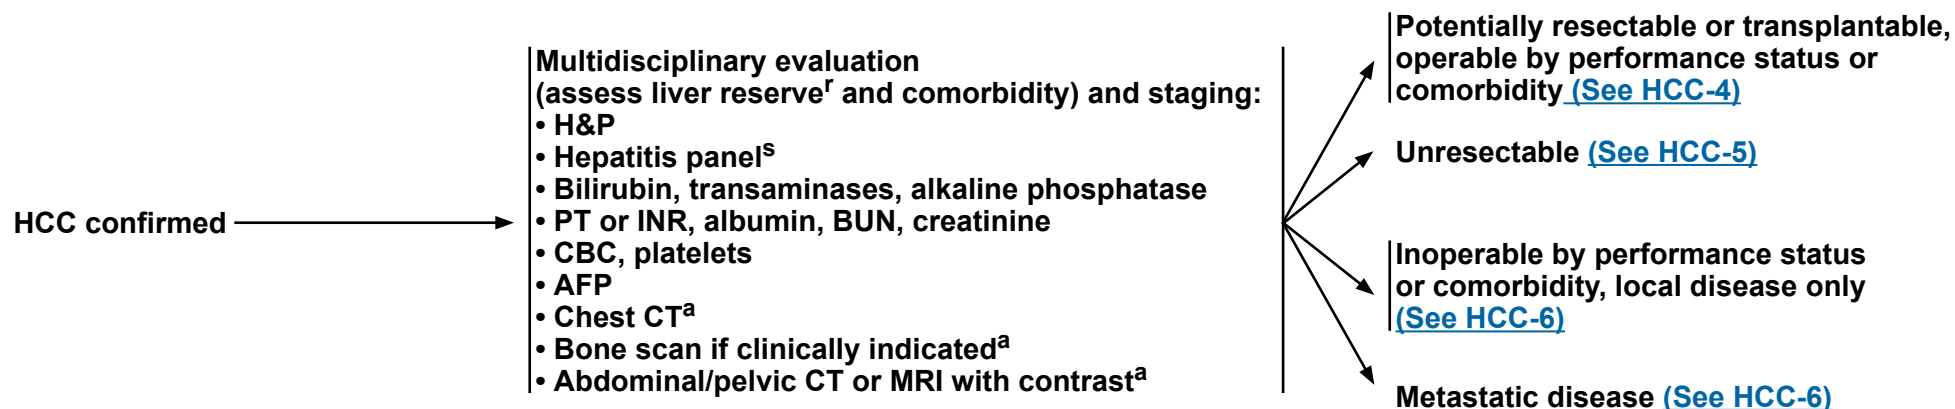 HCC confirmed
Multidisciplinary evaluation
(assess liver reserveʳ and comorbidity) and staging:
• H&P
• Hepatitis panelˢ
• Bilirubin, transaminases, alkaline phosphatase
• PT or INR, albumin, BUN, creatinine
• CBC, platelets
• AFP
• Chest CTᵃ
• Bone scan if clinically indicatedᵃ
• Abdominal/pelvic CT or MRI with contrastᵃ
Potentially resectable or transplantable,
operable by performance status or
comorbidity (See HCC-4)
Unresectable (See HCC-5)
Inoperable by performance status
or comorbidity, local disease only
(See HCC-6)
Metastatic disease (See HCC-6)